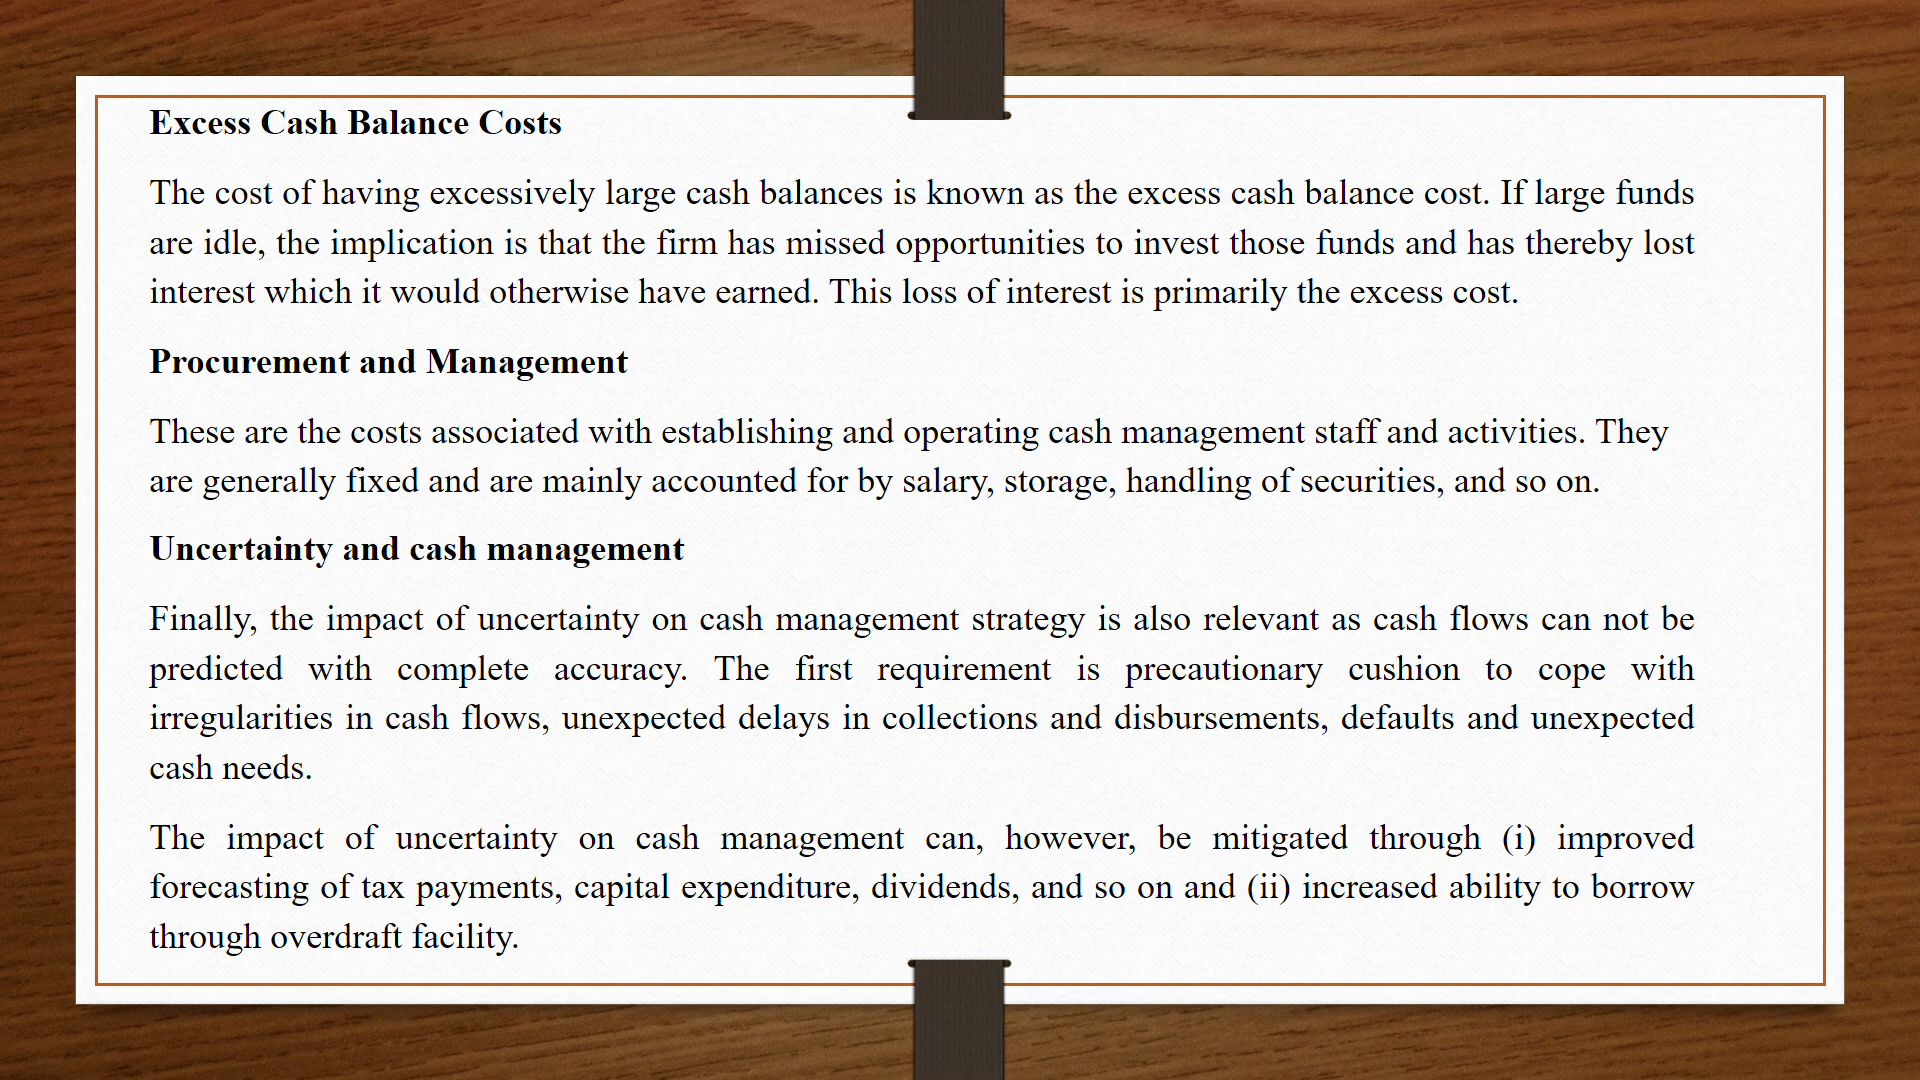 Excess Cash Balance Costs
The cost of having excessively large cash balances is known as the excess cash balance cost. If large funds
are idle, the implication is that the firm has missed opportunities to invest those funds and has thereby lost
interest which it would otherwise have earned. This loss of interest is primarily the excess cost.
Procurement and Management
These are the costs associated with establishing and operating cash management staff and activities. They
are generally fixed and are mainly accounted for by salary, storage, handling of securities, and so on.
Uncertainty and cash management
Finally, the impact of uncertainty on cash management strategy is also relevant as cash flows can not be
predicted with complete accuracy. The first requirement is precautionary cushion to cope with
irregularities in cash flows, unexpected delays in collections and disbursements, defaults and unexpected
cash needs.
The impact of uncertainty on cash management can, however, be mitigated through (i) improved
forecasting of tax payments, capital expenditure, dividends, and so on and (ii) increased ability to borrow
through overdraft facility.